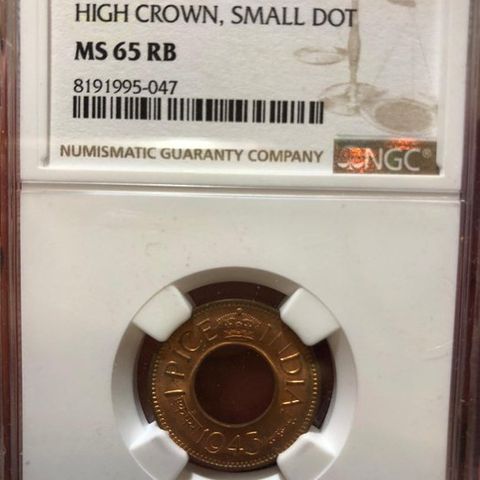 HIGH CROWN, SMALL DOT
MS 65 RB
8191995-047
NUMISMATIC GUARANTY COMPANY
NGC®
1 PICE INDIA
1943